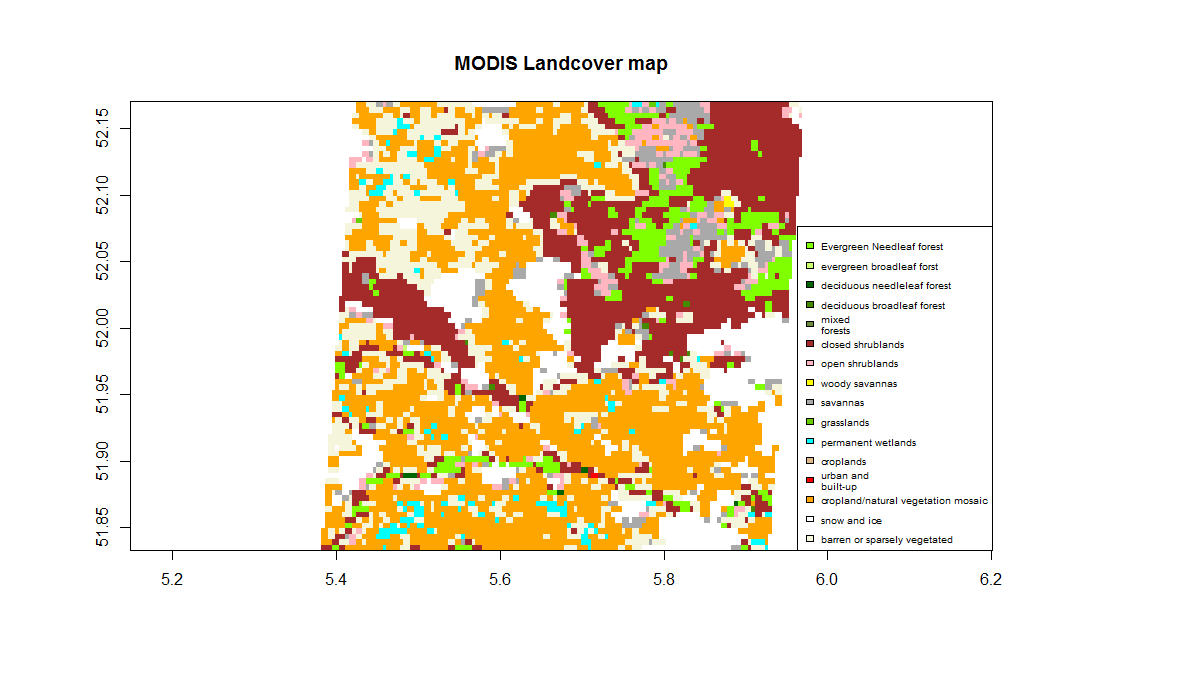 MODIS Landcover map
52.15
52.10
52.05
52.00
51.95
51.90
51.85
Evergreen Needleaf forest
evergreen broadleaf forst
deciduous needleleaf forest
deciduous broadleaf forest
mixed
forests
closed shrublands
open shrublands
woody savannas
savannas
grasslands
permanent wetlands
croplands
urban and
built-up
cropland/natural vegetation mosaic
snow and ice
barren or sparsely vegetated
5.2 5.4 5.6 5.8 6.0 6.2